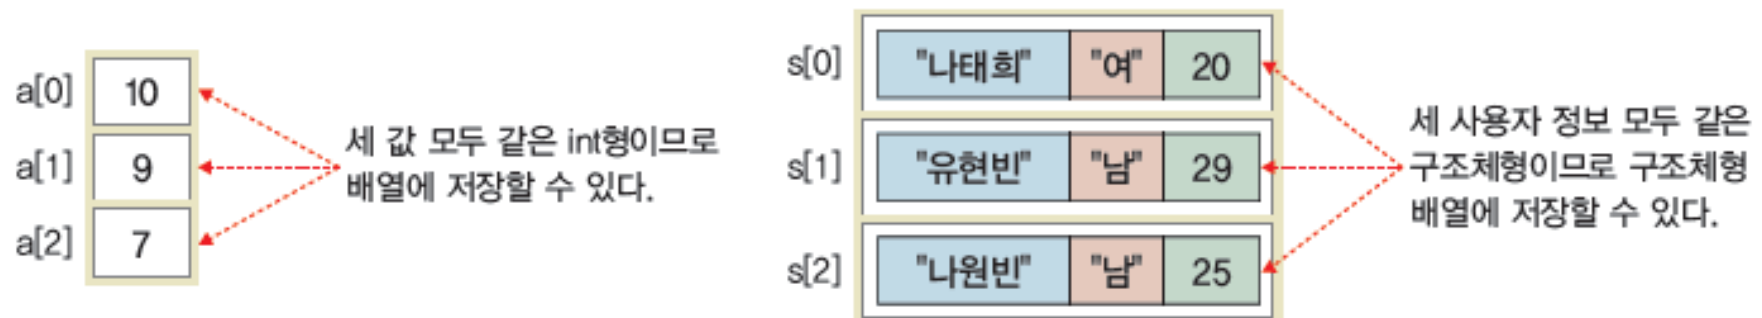 a[0] 10
a[1] 9
a[2] 7
세 값 모두 같은 int형이므로
배열에 저장할 수 있다.
s[0] "나태희" "여" 20
s[1] "유현빈" "남" 29
s[2] "나원빈" "남" 25
세 사용자 정보 모두 같은
구조체형이므로 구조체형
배열에 저장할 수 있다.